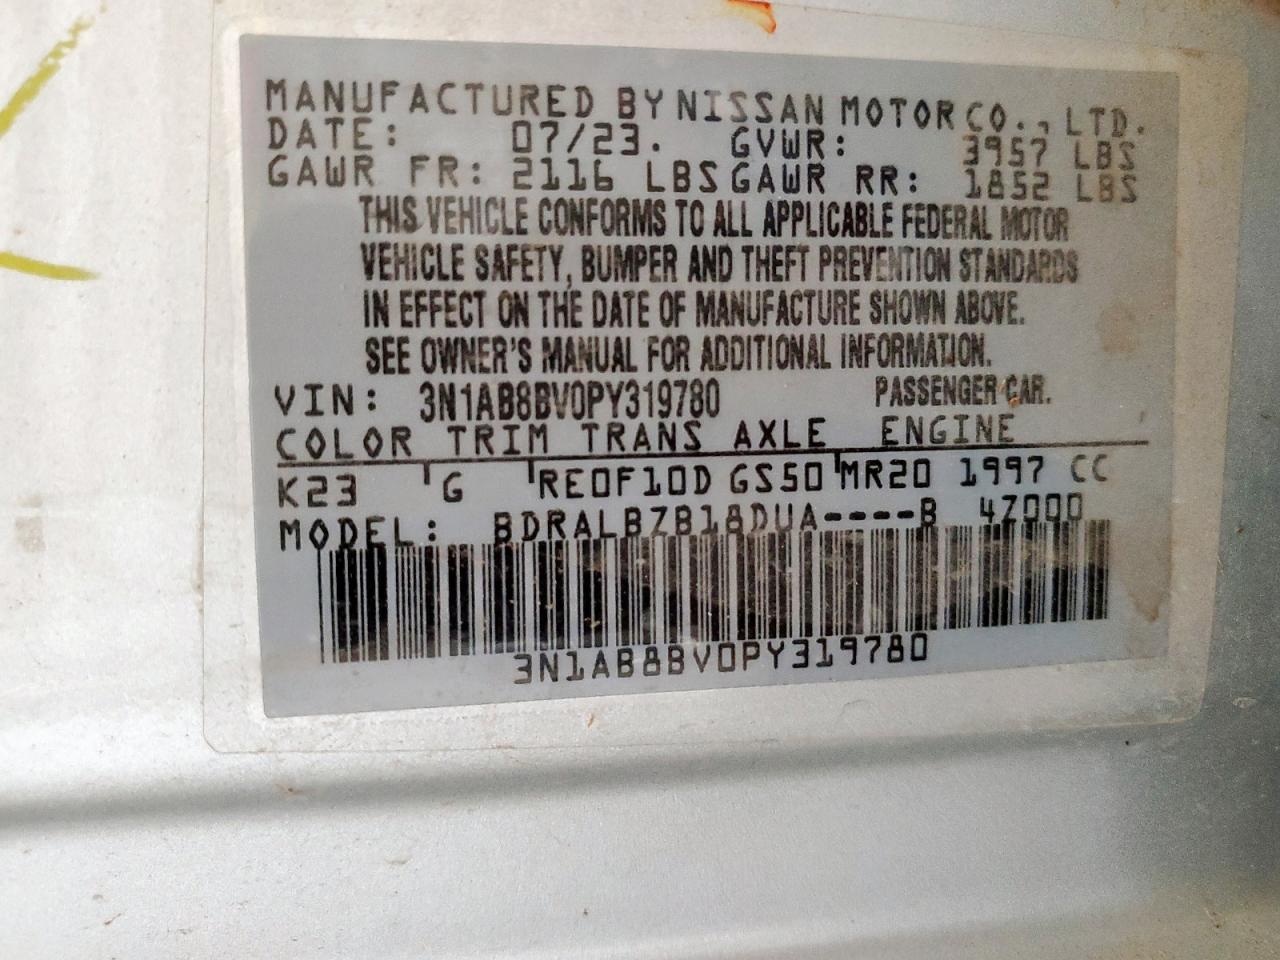 MANUFACTURED BY NISSAN MOTOR CO., LTD.
DATE: 07/23. GVWR: 3957 LBS
GAWR FR: 2116 LBS GAWR RR: 1852 LBS
THIS VEHICLE CONFORMS TO ALL APPLICABLE FEDERAL MOTOR
VEHICLE SAFETY, BUMPER AND THEFT PREVENTION STANDARDS
IN EFFECT ON THE DATE OF MANUFACTURE SHOWN ABOVE.
SEE OWNER'S MANUAL FOR ADDITIONAL INFORMATION.
VIN: 3N1AB8BV0PY319780 PASSENGER CAR.
COLOR TRIM TRANS AXLE ENGINE
K23 G RE0F10D GS50 MR20 1997 CC
MODEL: BDRALBZB18DUA----B 47000
3N1AB8BV0PY319780